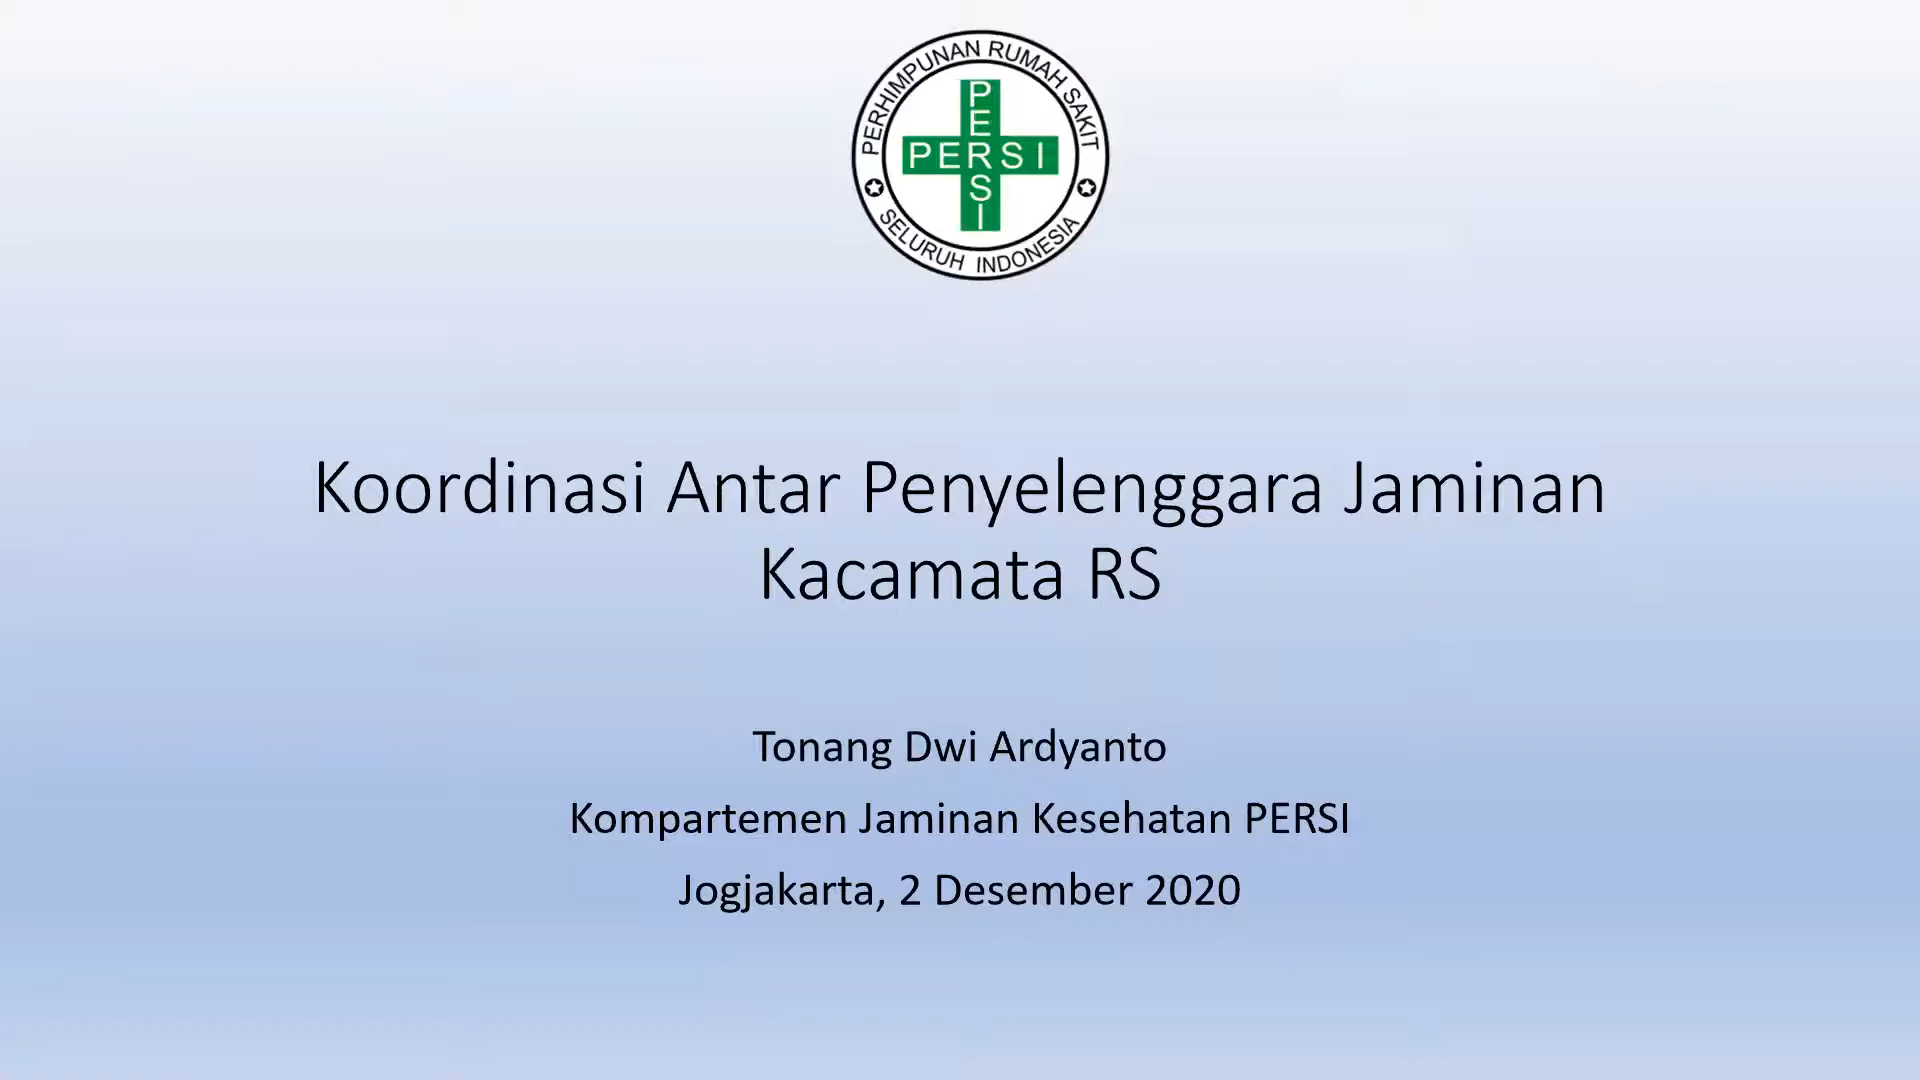 PERHIMPUNAN RUMAH SAKIT
PERSI
PERSI
SELURUH INDONESIA
Koordinasi Antar Penyelenggara Jaminan
Kacamata RS
Tonang Dwi Ardyanto
Kompartemen Jaminan Kesehatan PERSI
Jogjakarta, 2 Desember 2020